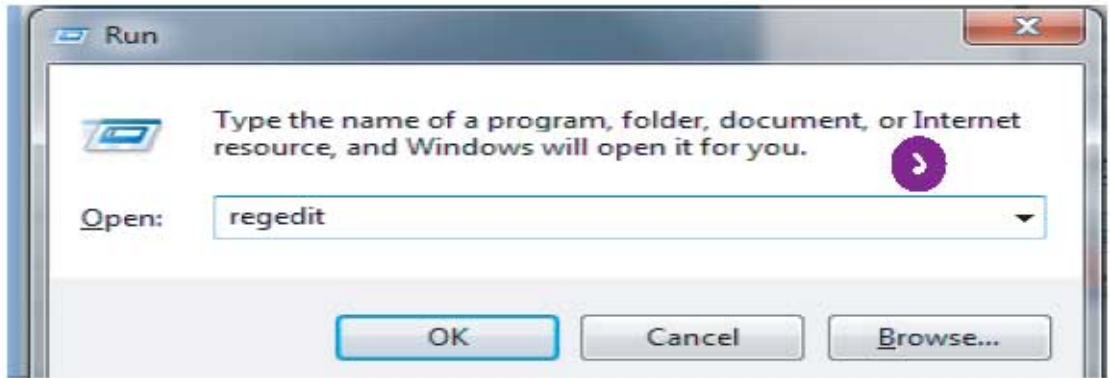 Run
Type the name of a program, folder, document, or Internet
resource, and Windows will open it for you.
Open: regedit
OK Cancel Browse...